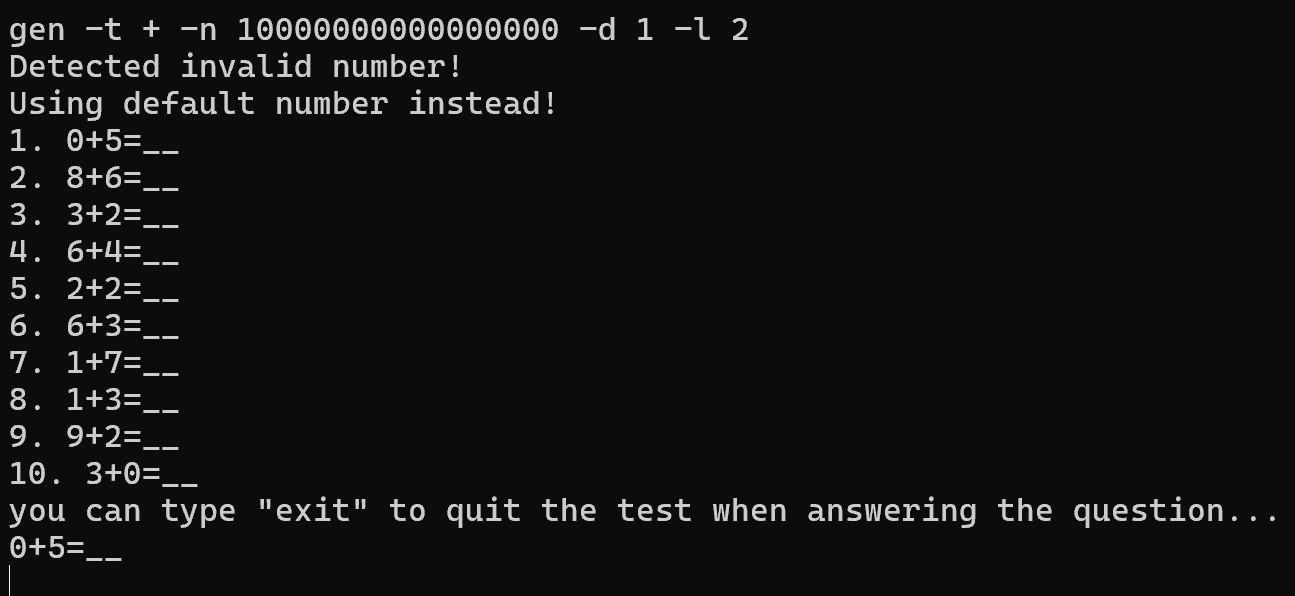 gen -t + -n 10000000000000000 -d 1 -l 2
Detected invalid number!
Using default number instead!
1. 0+5=__
2. 8+6=__
3. 3+2=__
4. 6+4=__
5. 2+2=__
6. 6+3=__
7. 1+7=__
8. 1+3=__
9. 9+2=__
10. 3+0=__
you can type "exit" to quit the test when answering the question...
0+5=__